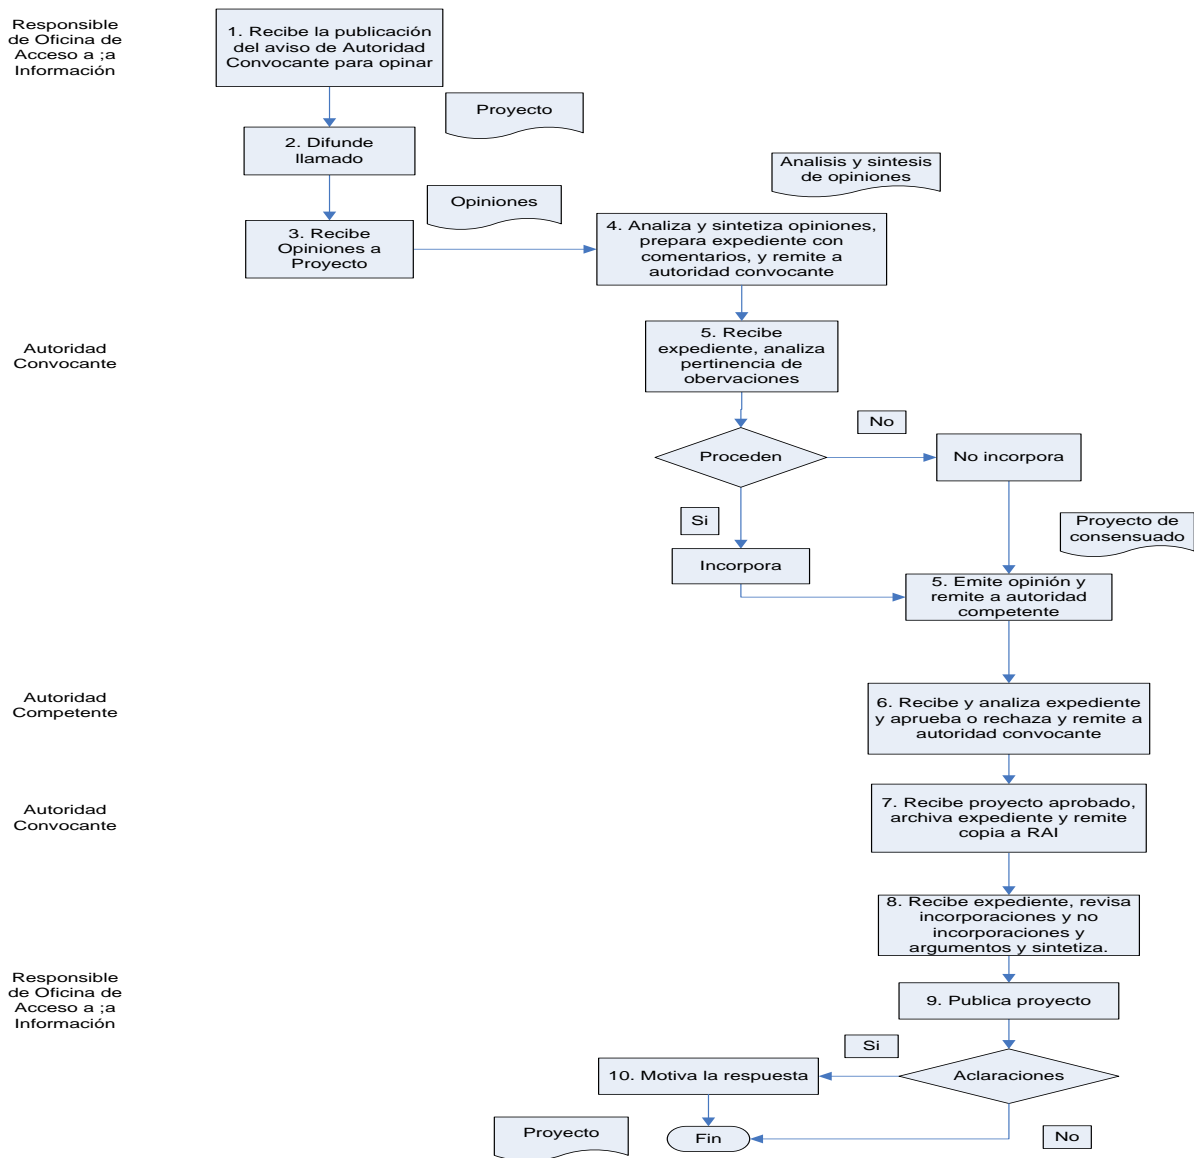 Responsible
de Oficina de
Acceso a ;a
Información
1. Recibe la publicación
del aviso de Autoridad
Convocante para opinar
Proyecto
2. Difunde
llamado
Analisis y sintesis
de opiniones
Opiniones
3. Recibe
Opiniones a
Proyecto
4. Analiza y sintetiza opiniones,
prepara expediente con
comentarios, y remite a
autoridad convocante
Autoridad
Convocante
5. Recibe
expediente, analiza
pertinencia de
obervaciones
No
Proceden
No incorpora
Si
Proyecto de
consensuado
Incorpora
5. Emite opinión y
remite a autoridad
competente
Autoridad
Competente
6. Recibe y analiza expediente
y aprueba o rechaza y remite a
autoridad convocante
Autoridad
Convocante
7. Recibe proyecto aprobado,
archiva expediente y remite
copia a RAI
8. Recibe expediente, revisa
incorporaciones y no
incorporaciones y
argumentos y sintetiza.
Responsible
de Oficina de
Acceso a ;a
Información
9. Publica proyecto
Si
Aclaraciones
10. Motiva la respuesta
Proyecto
Fin
No